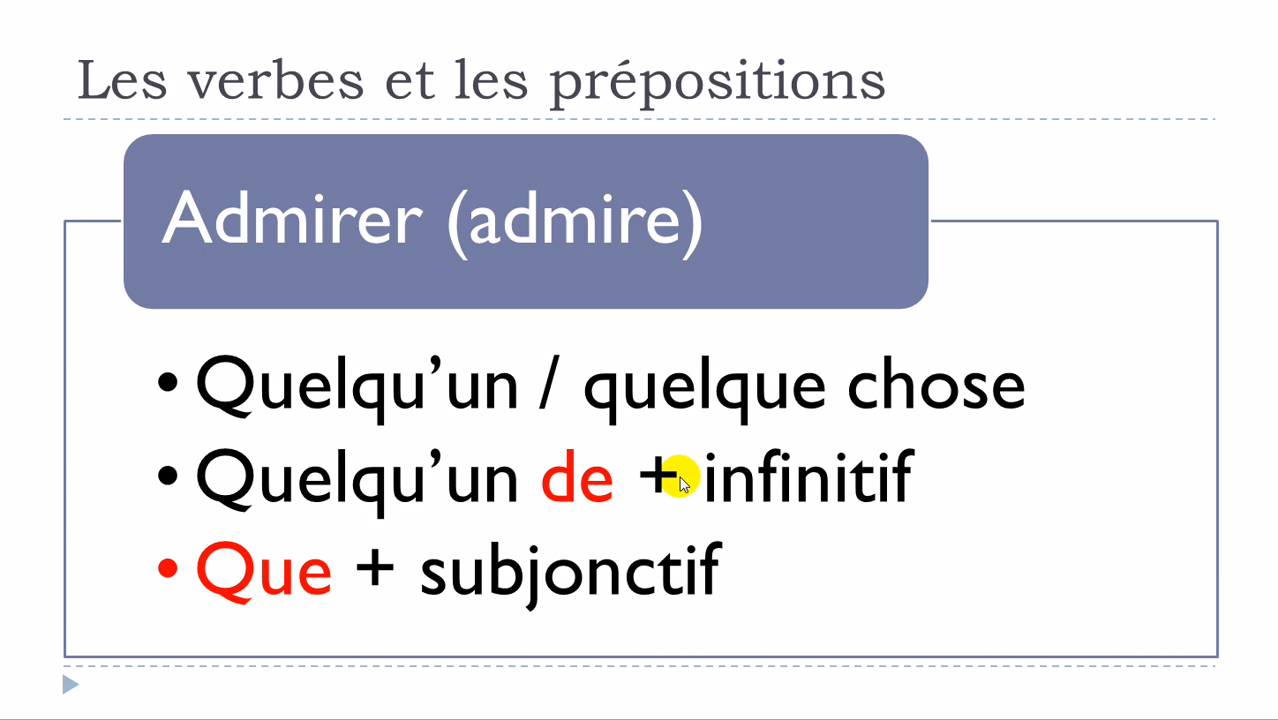 Les verbes et les prépositions
Admirer (admire)
• Quelqu’un / quelque chose
• Quelqu’un de + infinitif
• Que + subjonctif